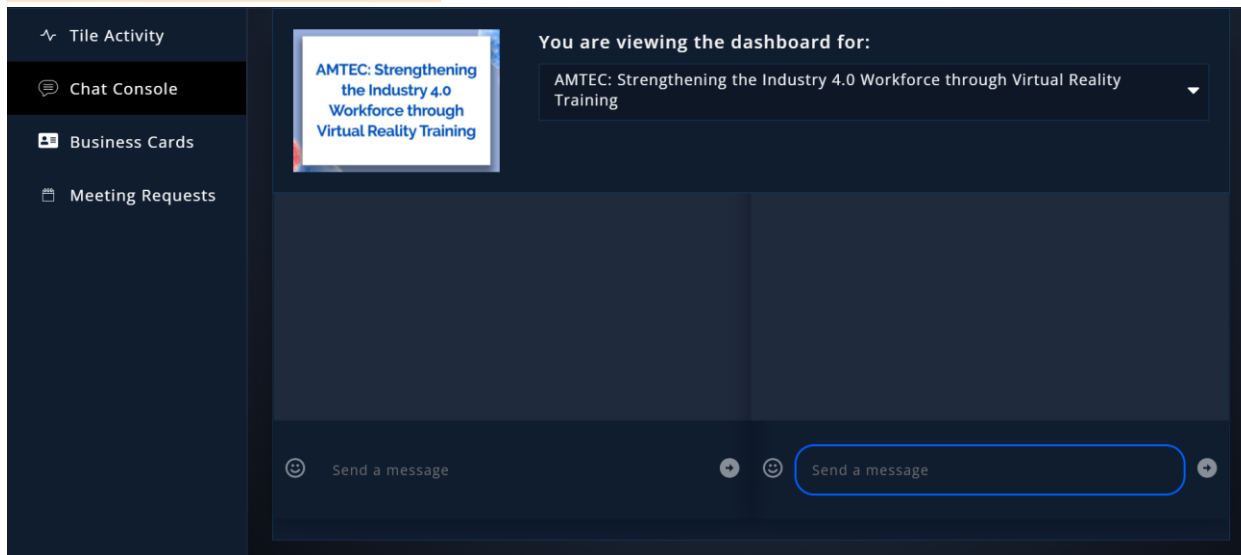 Tile Activity
Chat Console
Business Cards
Meeting Requests
AMTEC: Strengthening
the Industry 4.0
Workforce through
Virtual Reality Training
You are viewing the dashboard for:
AMTEC: Strengthening the Industry 4.0 Workforce through Virtual Reality
Training
Send a message
Send a message